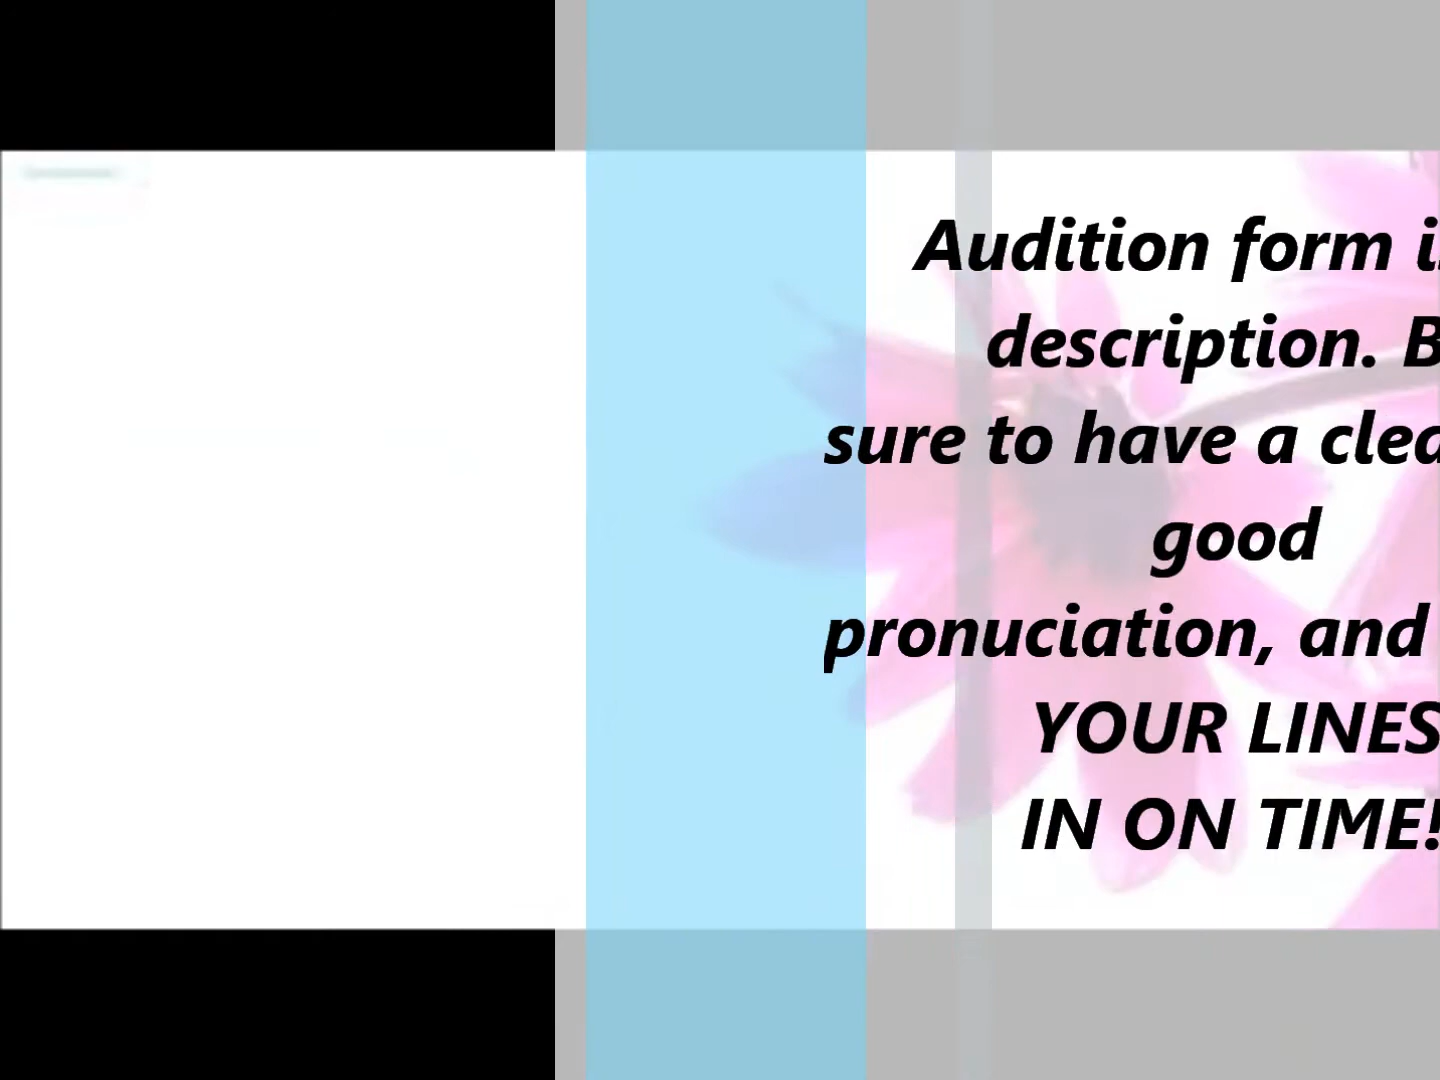 Audition form i
description. B
sure to have a clea
good
pronuciation, and
YOUR LINES
IN ON TIME!